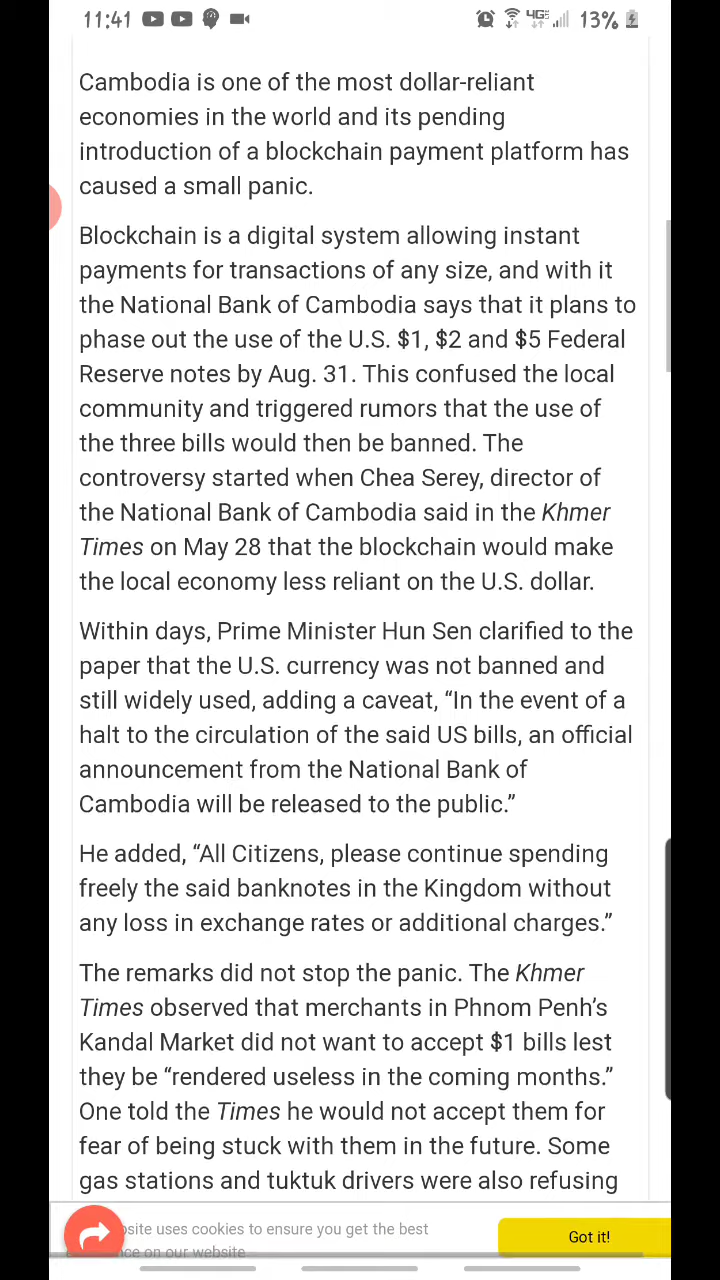 11:41 4GE 13%
Cambodia is one of the most dollar-reliant
economies in the world and its pending
introduction of a blockchain payment platform has
caused a small panic.
Blockchain is a digital system allowing instant
payments for transactions of any size, and with it
the National Bank of Cambodia says that it plans to
phase out the use of the U.S. $1, $2 and $5 Federal
Reserve notes by Aug. 31. This confused the local
community and triggered rumors that the use of
the three bills would then be banned. The
controversy started when Chea Serey, director of
the National Bank of Cambodia said in the Khmer
Times on May 28 that the blockchain would make
the local economy less reliant on the U.S. dollar.
Within days, Prime Minister Hun Sen clarified to the
paper that the U.S. currency was not banned and
still widely used, adding a caveat, “In the event of a
halt to the circulation of the said US bills, an official
announcement from the National Bank of
Cambodia will be released to the public.”
He added, “All Citizens, please continue spending
freely the said banknotes in the Kingdom without
any loss in exchange rates or additional charges.”
The remarks did not stop the panic. The Khmer
Times observed that merchants in Phnom Penh’s
Kandal Market did not want to accept $1 bills lest
they be “rendered useless in the coming months.”
One told the Times he would not accept them for
fear of being stuck with them in the future. Some
gas stations and tuktuk drivers were also refusing
osite uses cookies to ensure you get the best
nce on our website
Got it!